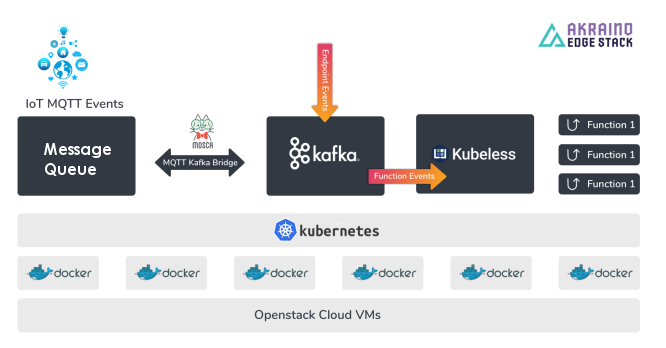 AKRAINO
EDGE STACK
IoT MQTT Events
Endpoint Events
Message
Queue
MOSCA
MQTT Kafka Bridge
kafka
Function Events
Kubeless
Function 1
Function 1
Function 1
kubernetes
docker
docker
docker
docker
docker
docker
Openstack Cloud VMs